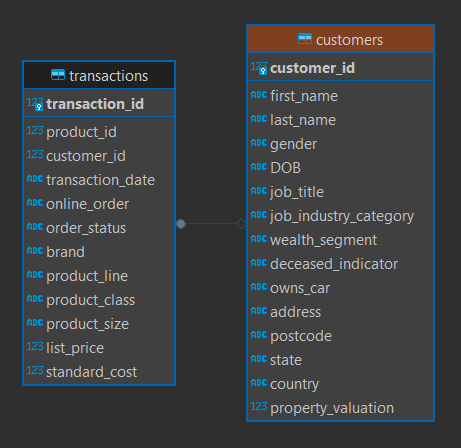 transactions
123 transaction_id
123 product_id
123 customer_id
ABC transaction_date
ABC online_order
ABC order_status
ABC brand
ABC product_line
ABC product_class
ABC product_size
123 list_price
123 standard_cost
customers
123 customer_id
ABC first_name
ABC last_name
ABC gender
ABC DOB
ABC job_title
ABC job_industry_category
ABC wealth_segment
ABC deceased_indicator
ABC owns_car
ABC address
ABC postcode
ABC state
ABC country
123 property_valuation